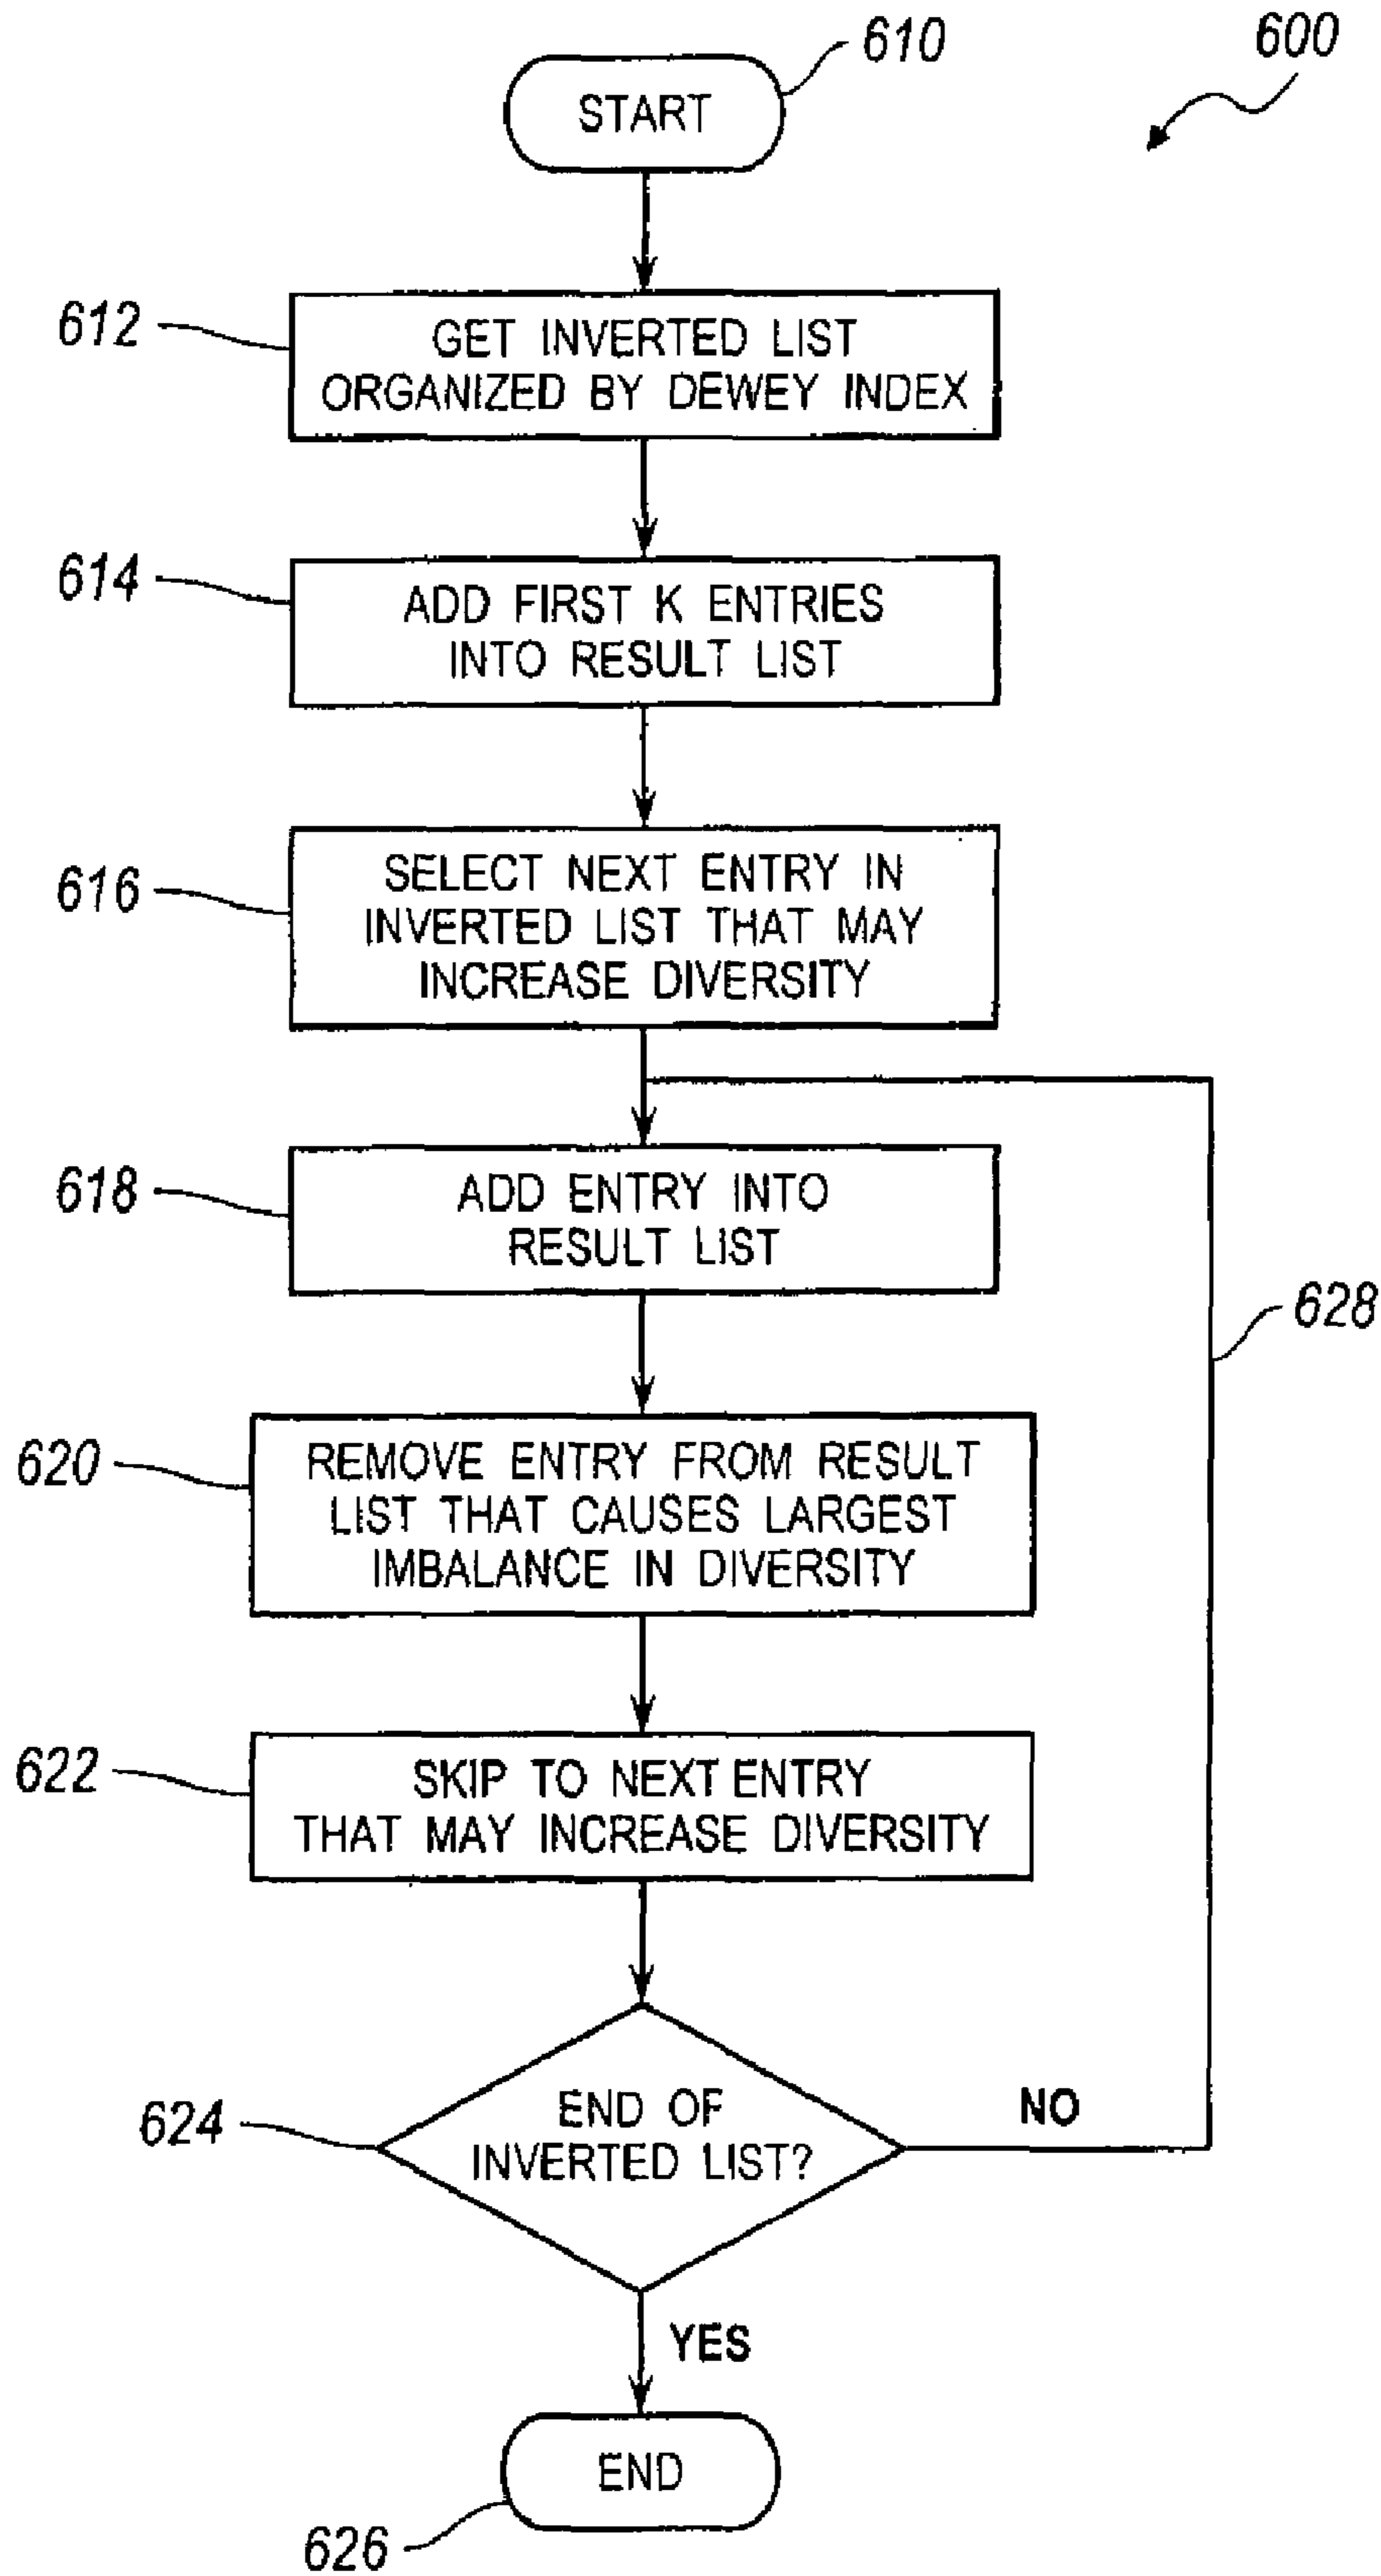 610
600
START
612
GET INVERTED LIST
ORGANIZED BY DEWEY INDEX
614
ADD FIRST K ENTRIES
INTO RESULT LIST
616
SELECT NEXT ENTRY IN
INVERTED LIST THAT MAY
INCREASE DIVERSITY
618
ADD ENTRY INTO
RESULT LIST
628
620
REMOVE ENTRY FROM RESULT
LIST THAT CAUSES LARGEST
IMBALANCE IN DIVERSITY
622
SKIP TO NEXT ENTRY
THAT MAY INCREASE DIVERSITY
624
END OF
INVERTED LIST?
NO
YES
END
626